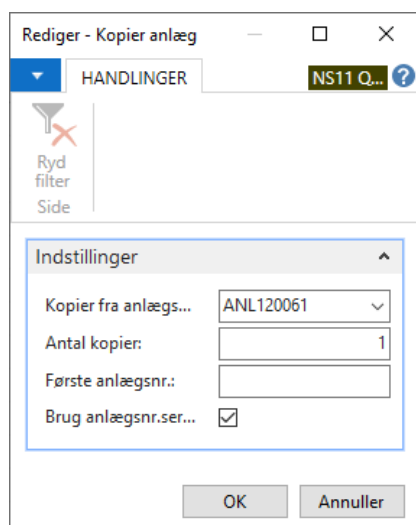 Rediger - Kopier anlæg
HANDLINGER
NS11 Q... ?
Ryd
filter
Side
Indstillinger
Kopier fra anlægs... ANL120061
Antal kopier: 1
Første anlægsnr.:
Brug anlægsnr.ser...
OK Annuller